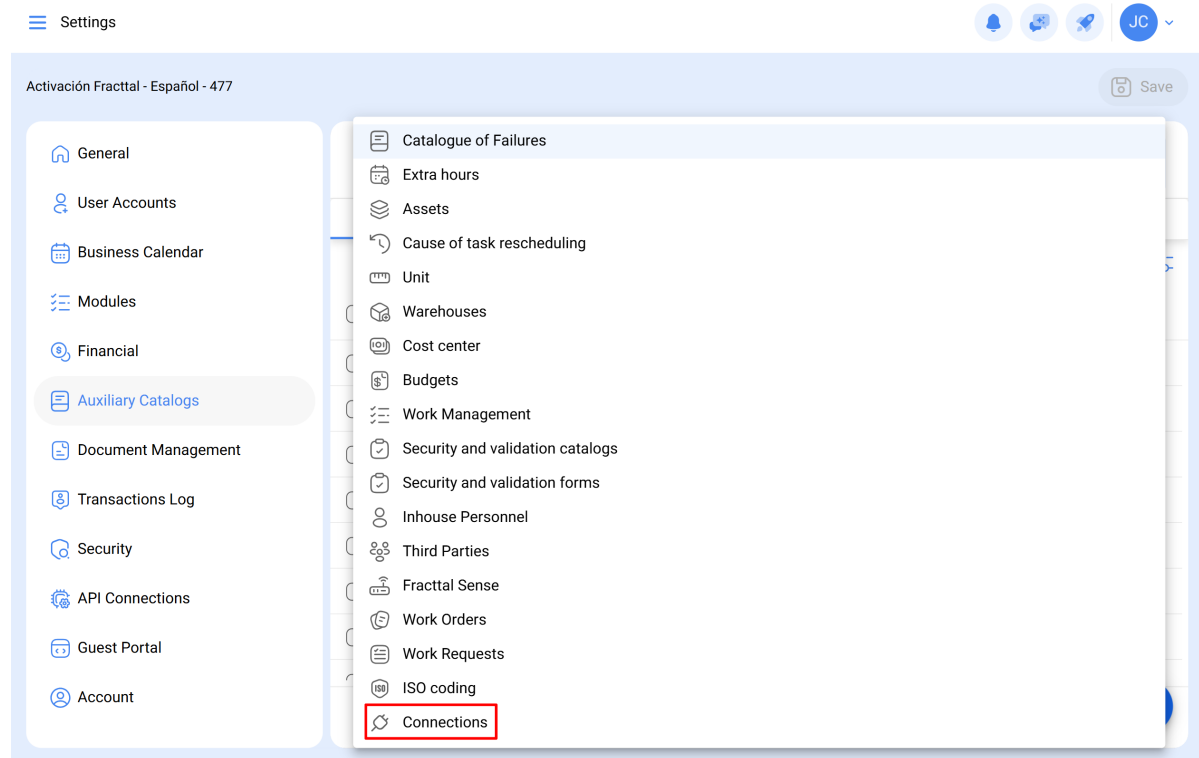 Settings
JC
Activación Fracttal - Español - 477
Save
General
User Accounts
Business Calendar
Modules
Financial
Auxiliary Catalogs
Document Management
Transactions Log
Security
API Connections
Guest Portal
Account
Catalogue of Failures
Extra hours
Assets
Cause of task rescheduling
Unit
Warehouses
Cost center
Budgets
Work Management
Security and validation catalogs
Security and validation forms
Inhouse Personnel
Third Parties
Fracttal Sense
Work Orders
Work Requests
ISO coding
Connections